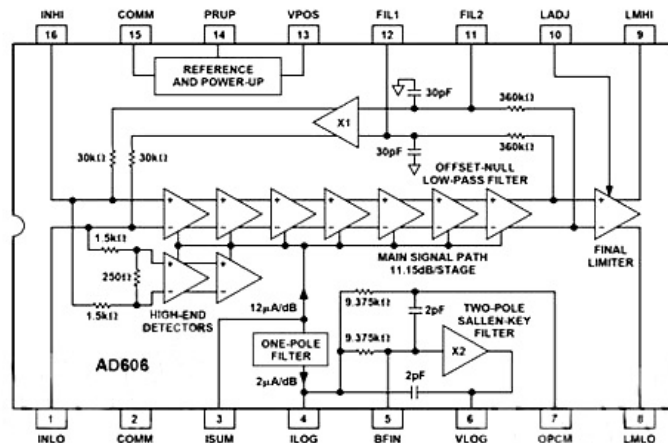 INHI COMM PRUP VPOS FIL1 FIL2 LADJ LMHI
16 15 14 13 12 11 10 9
REFERENCE
AND POWER-UP
30pF
360kΩ
X1
30kΩ
30kΩ
30pF
360kΩ
OFFSET-NULL
LOW-PASS FILTER
1.5kΩ
250Ω
1.5kΩ
HIGH-END
DETECTORS
MAIN SIGNAL PATH
11.15dB/STAGE
FINAL
LIMITER
12µA/dB
ONE-POLE
FILTER
2µA/dB
9.375kΩ
9.375kΩ
2pF
TWO-POLE
SALLEN-KEY
FILTER
X2
2pF
AD606
1 2 3 4 5 6 7 8
INLO COMM ISUM ILOG BFIN VLOG OPCM LMLO